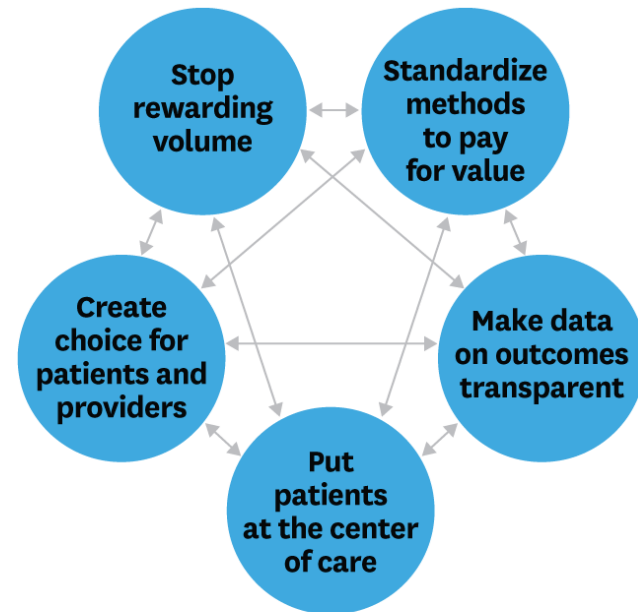 Stop
rewarding
volume
Standardize
methods
to pay
for value
Create
choice for
patients and
providers
Make data
on outcomes
transparent
Put
patients
at the center
of care